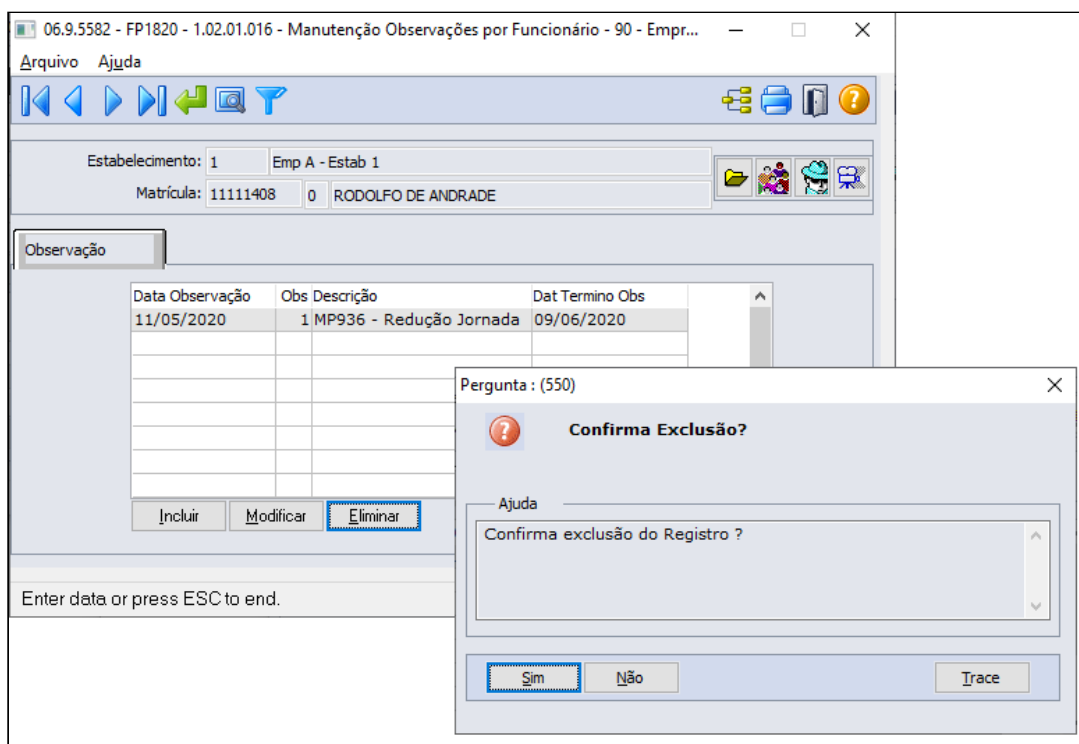 06.9.5582 - FP1820 - 1.02.01.016 - Manutenção Observações por Funcionário - 90 - Empr...
Arquivo Ajuda
Estabelecimento: 1 Emp A - Estab 1
Matrícula: 11111408 0 RODOLFO DE ANDRADE
Observação
Data Observação Obs Descrição Dat Termino Obs
11/05/2020 1 MP936 - Redução Jornada 09/06/2020
Incluir Modificar Eliminar
Enter data or press ESC to end.
Pergunta : (550)
Confirma Exclusão?
Ajuda
Confirma exclusão do Registro ?
Sim Não Trace